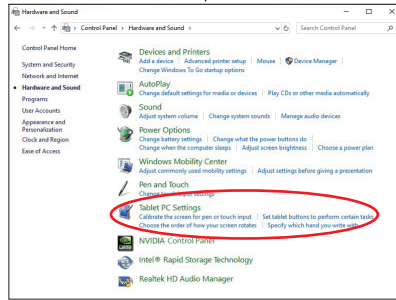 Hardware and Sound
Control Panel > Hardware and Sound >
Search Control Panel
Control Panel Home
System and Security
Network and Internet
Hardware and Sound
Programs
User Accounts
Appearance and
Personalization
Clock and Region
Ease of Access
Devices and Printers
Add a device | Advanced printer setup | Mouse | Device Manager |
Change Windows To Go startup options
AutoPlay
Change default settings for media or devices | Play CDs or other media automatically
Sound
Adjust system volume | Change system sounds | Manage audio devices
Power Options
Change battery settings | Change what the power buttons do |
Change when the computer sleeps | Adjust screen brightness | Choose a power plan
Windows Mobility Center
Adjust commonly used mobility settings | Adjust settings before giving a presentation
Pen and Touch
Change touch input settings
Tablet PC Settings
Calibrate the screen for pen or touch input | Set tablet buttons to perform certain tasks
Choose the order of how your screen rotates | Specify which hand you write with
NVIDIA Control Panel
Intel® Rapid Storage Technology
Realtek HD Audio Manager